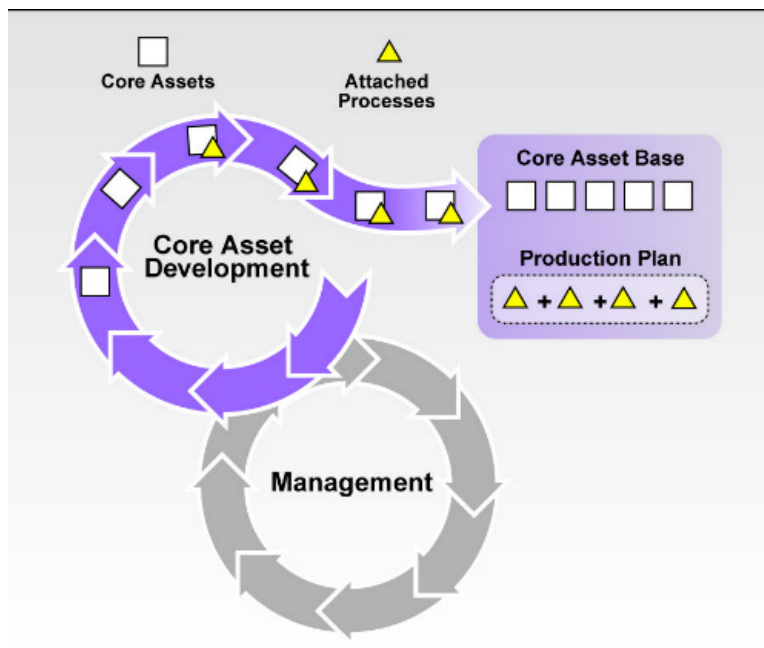 Core Assets
Attached
Processes
Core Asset Base
Core Asset
Development
Production Plan
+ + +
Management